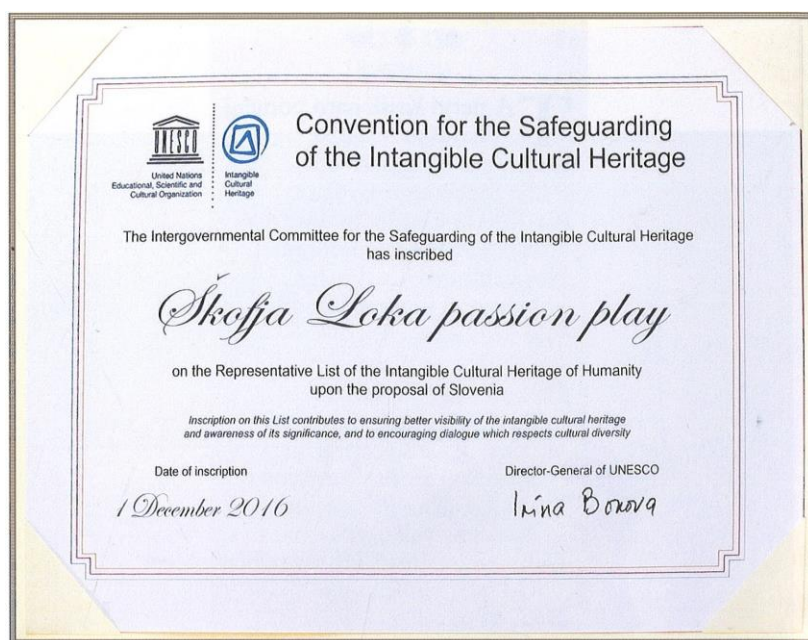 UNESCO
United Nations
Educational, Scientific and
Cultural Organization
Intangible
Cultural
Heritage
Convention for the Safeguarding
of the Intangible Cultural Heritage
The Intergovernmental Committee for the Safeguarding of the Intangible Cultural Heritage
has inscribed
Škofja Loka passion play
on the Representative List of the Intangible Cultural Heritage of Humanity
upon the proposal of Slovenia
Inscription on this List contributes to ensuring better visibility of the intangible cultural heritage
and awareness of its significance, and to encouraging dialogue which respects cultural diversity
Date of inscription
1 December 2016
Director-General of UNESCO
Irina Bokova